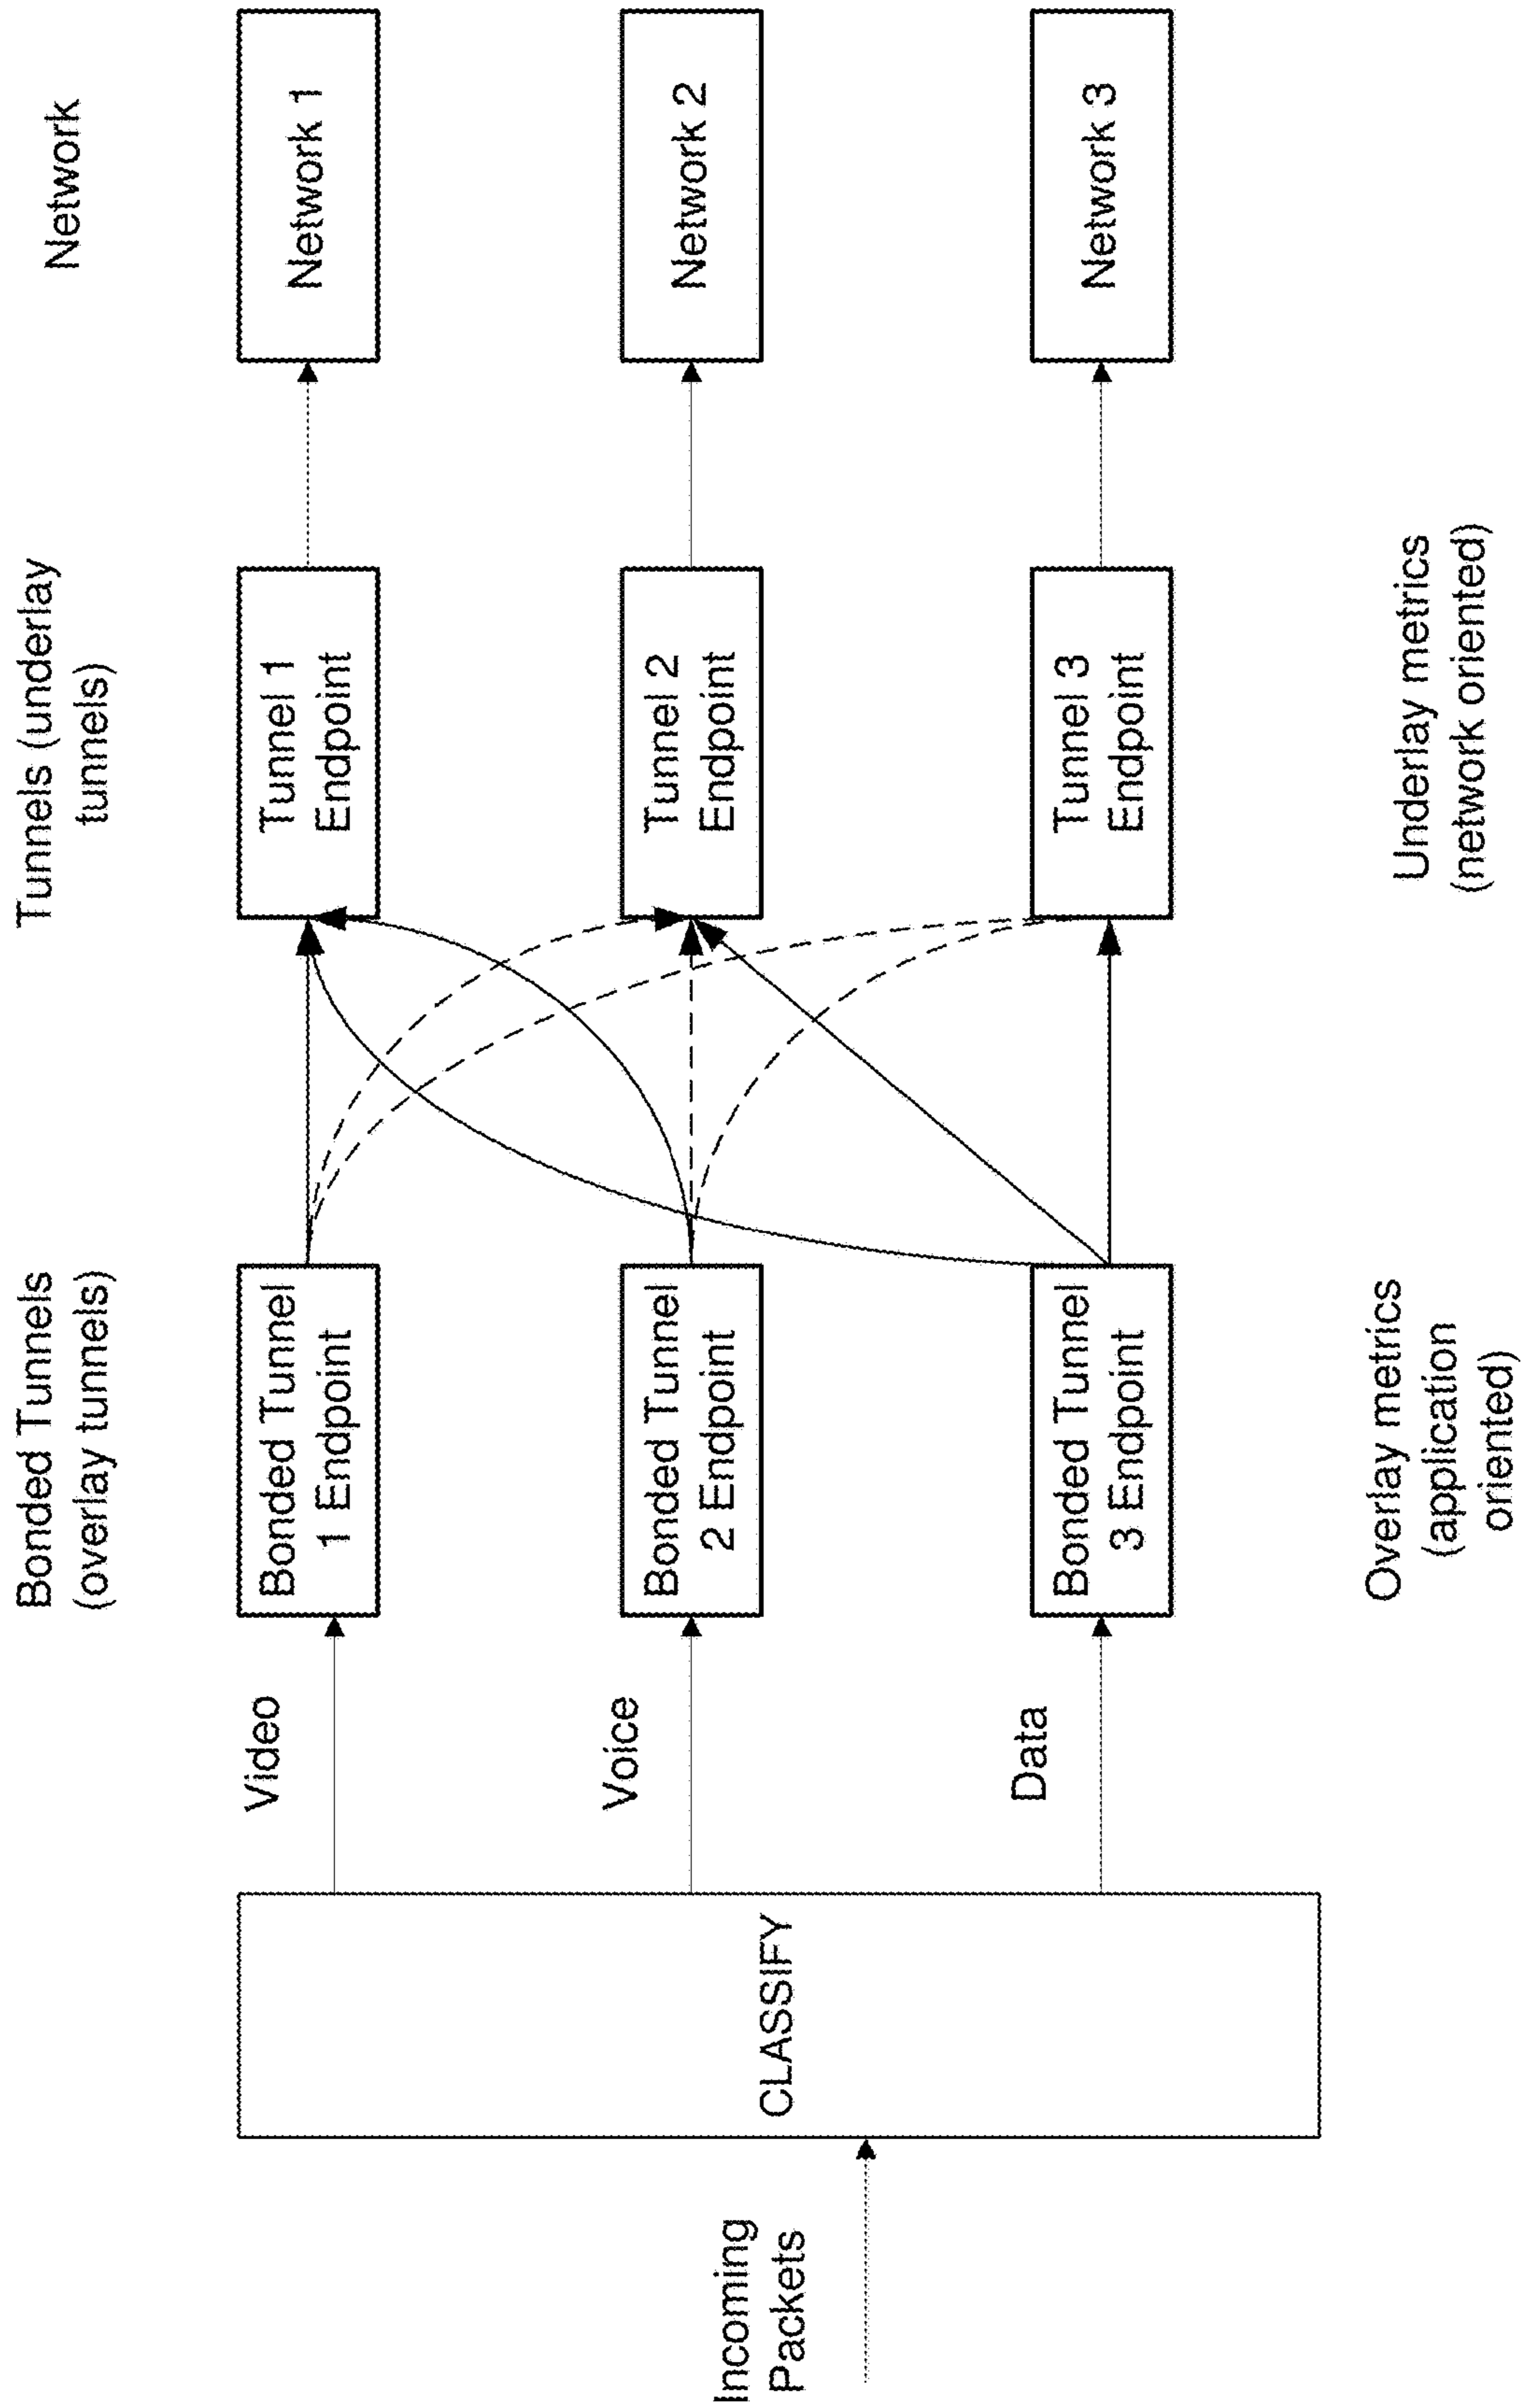 Bonded Tunnels
(overlay tunnels)
Tunnels (underlay
tunnels)
Network
Incoming
Packets
CLASSIFY
Video
Bonded Tunnel
1 Endpoint
Tunnel 1
Endpoint
Network 1
Voice
Bonded Tunnel
2 Endpoint
Tunnel 2
Endpoint
Network 2
Data
Bonded Tunnel
3 Endpoint
Tunnel 3
Endpoint
Network 3
Overlay metrics
(application
oriented)
Underlay metrics
(network oriented)